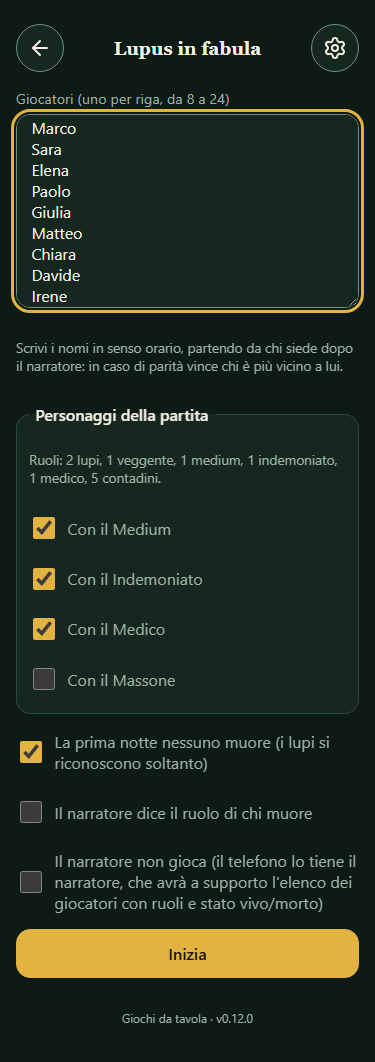 Lupus in fabula
Giocatori (uno per riga, da 8 a 24)
Marco
Sara
Elena
Paolo
Giulia
Matteo
Chiara
Davide
Irene
Scrivi i nomi in senso orario, partendo da chi siede dopo
il narratore: in caso di parità vince chi è più vicino a lui.
Personaggi della partita
Ruoli: 2 lupi, 1 veggente, 1 medium, 1 indemoniato,
1 medico, 5 contadini.
Con il Medium
Con il Indemoniato
Con il Medico
Con il Massone
La prima notte nessuno muore (i lupi si
riconoscono soltanto)
Il narratore dice il ruolo di chi muore
Il narratore non gioca (il telefono lo tiene il
narratore, che avrà a supporto l'elenco dei
giocatori con ruoli e stato vivo/morto)
Inizia
Giochi da tavola · v0.12.0